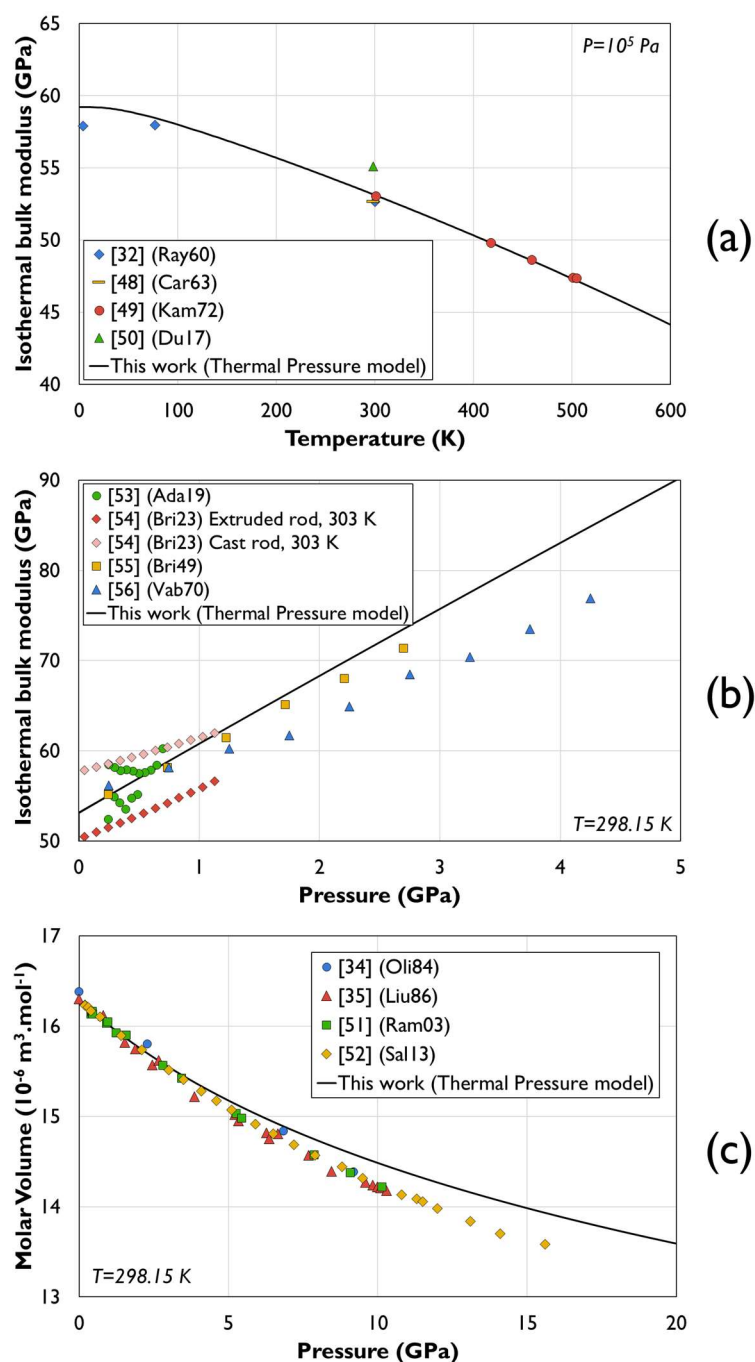 65
60
55
50
45
40
Isothermal bulk modulus (GPa)
P=10⁵ Pa
[32] (Ray60)
[48] (Car63)
[49] (Kam72)
[50] (Du17)
This work (Thermal Pressure model)
0 100 200 300 400 500 600
Temperature (K)
(a)
90
80
70
60
50
Isothermal bulk modulus (GPa)
[53] (Ada19)
[54] (Bri23) Extruded rod, 303 K
[54] (Bri23) Cast rod, 303 K
[55] (Bri49)
[56] (Vab70)
This work (Thermal Pressure model)
T=298.15 K
0 1 2 3 4 5
Pressure (GPa)
(b)
17
16
15
14
13
Molar Volume (10⁻⁶ m³.mol⁻¹)
[34] (Oli84)
[35] (Liu86)
[51] (Ram03)
[52] (Sal13)
This work (Thermal Pressure model)
T=298.15 K
0 5 10 15 20
Pressure (GPa)
(c)